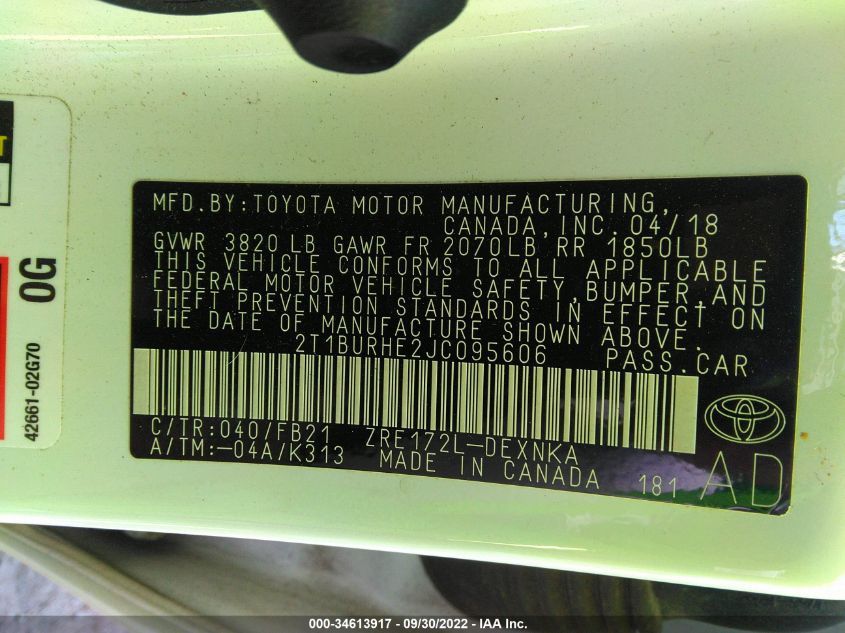 MFD.BY:TOYOTA MOTOR MANUFACTURING,
CANADA,INC. 04/18
GVWR 3820 LB GAWR FR 2070LB RR 1850LB
THIS VEHICLE CONFORMS TO ALL APPLICABLE
FEDERAL MOTOR VEHICLE SAFETY,BUMPER,AND
THEFT PREVENTION STANDARDS IN EFFECT ON
THE DATE OF MANUFACTURE SHOWN ABOVE.
2T1BURHE2JC095606 PASS.CAR
C/TR:040/FB21 ZRE172L-DEXNKA
A/TM:-04A/K313 MADE IN CANADA 181 AD
0G
42661-02G70
000-34613917 - 09/30/2022 - IAA Inc.